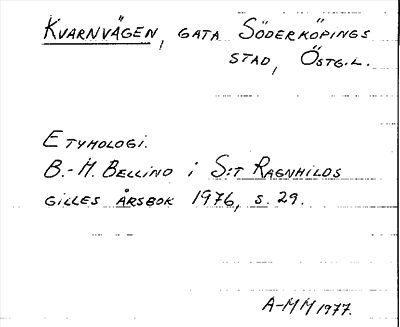 KVARNVÄGEN, GATA SÖDERKÖPINGS
STAD, ÖSTG.L.
ETYMOLOGI.
B.-M. BELLINO i S:T RAGNHILDS
GILLES ÅRSBOK 1976, s. 29.
A-MM 1977.